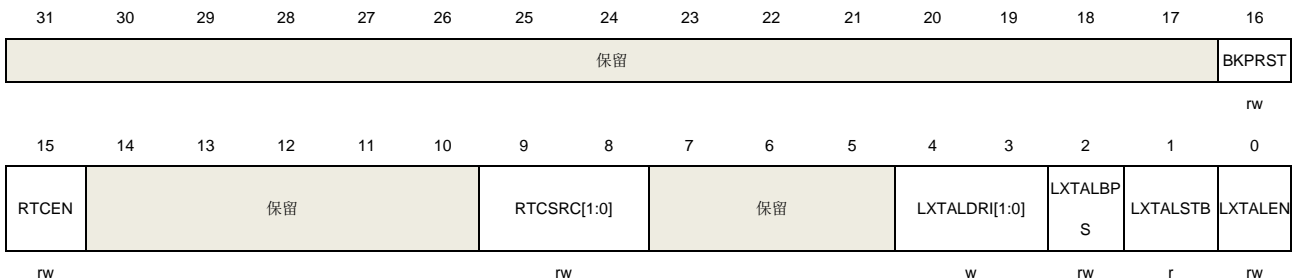 31 30 29 28 27 26 25 24 23 22 21 20 19 18 17 16
保留 BKPRST
rw
15 14 13 12 11 10 9 8 7 6 5 4 3 2 1 0
RTCEN 保留 RTCSRC[1:0] 保留 LXTALDRI[1:0] LXTALBP
S LXTALSTB LXTALEN
rw rw w rw r rw